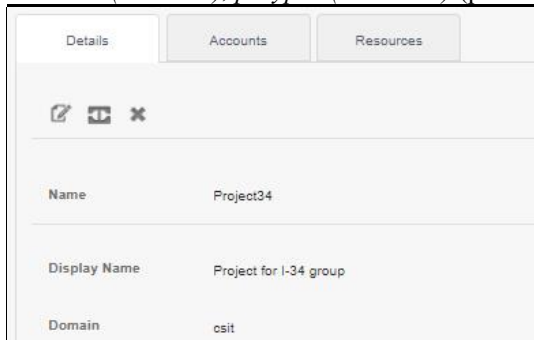 Details Accounts Resources
Name Project34
Display Name Project for I-34 group
Domain csit